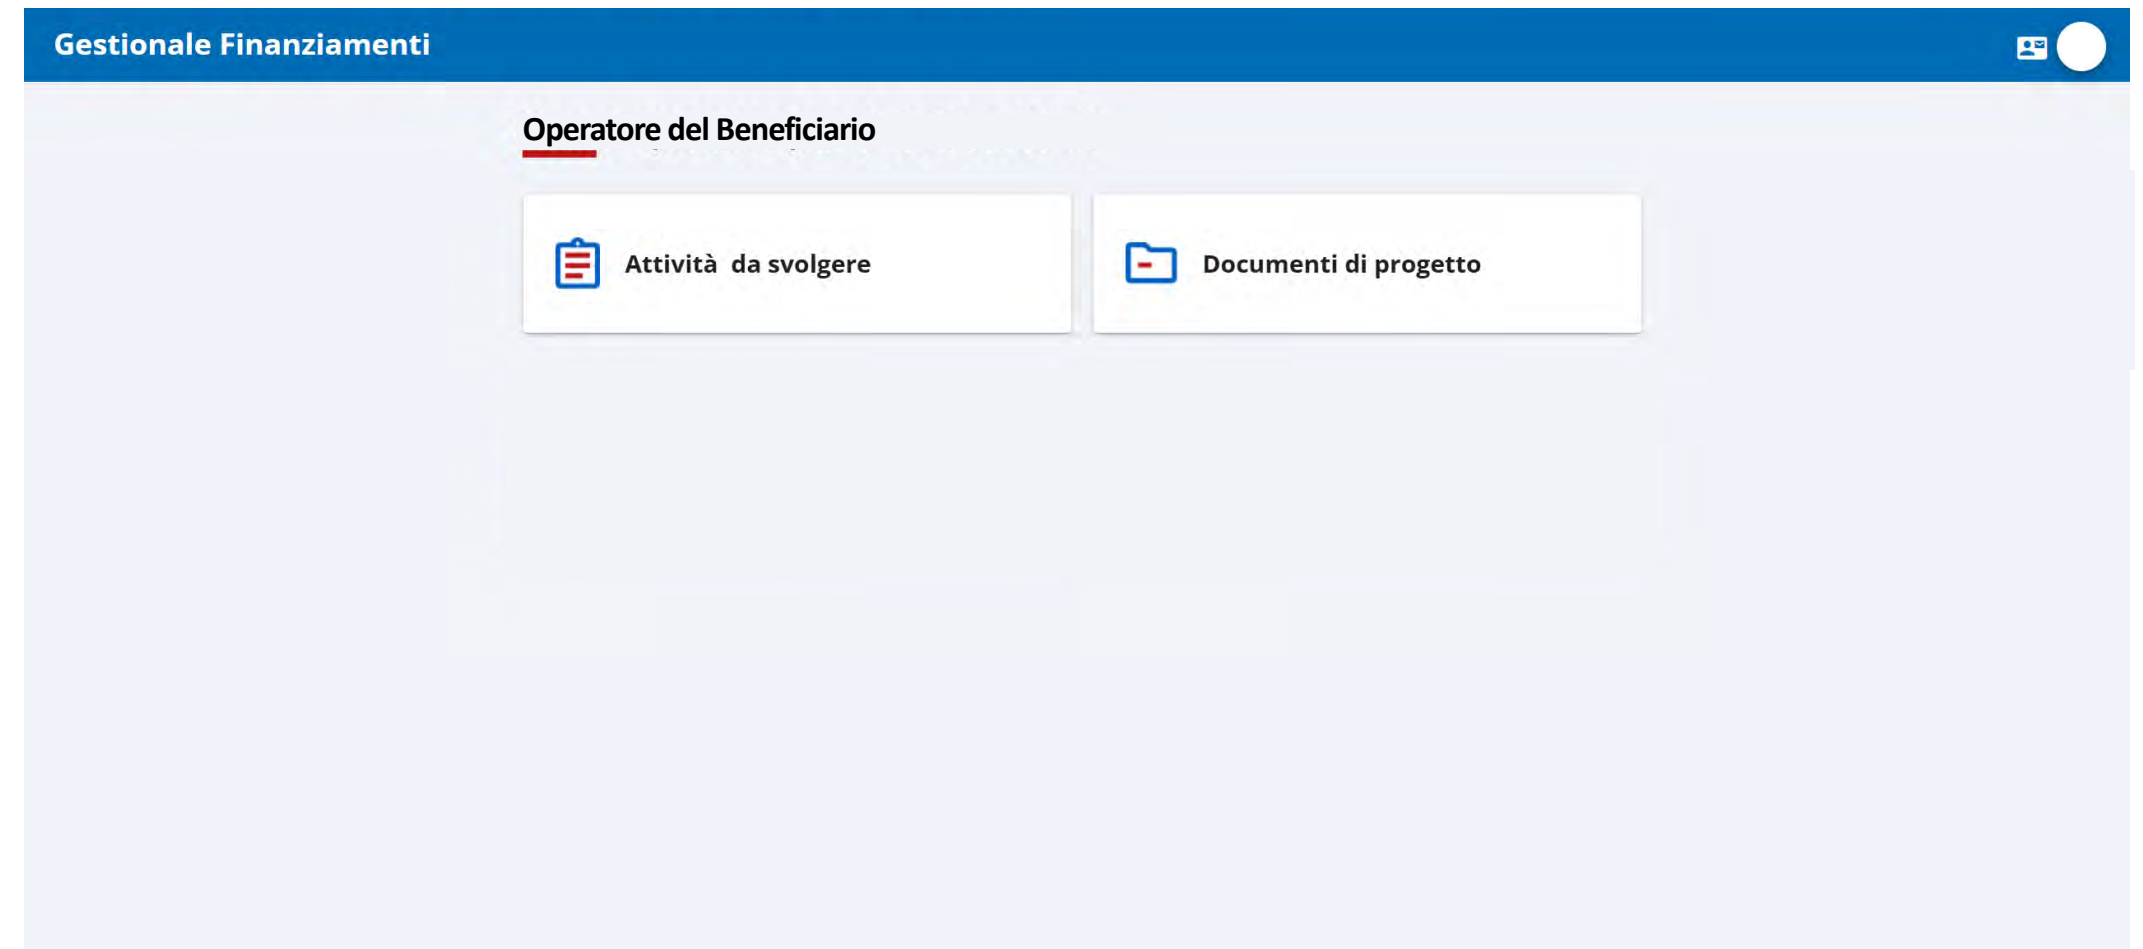 Gestionale Finanziamenti
Operatore del Beneficiario
Attività da svolgere
Documenti di progetto